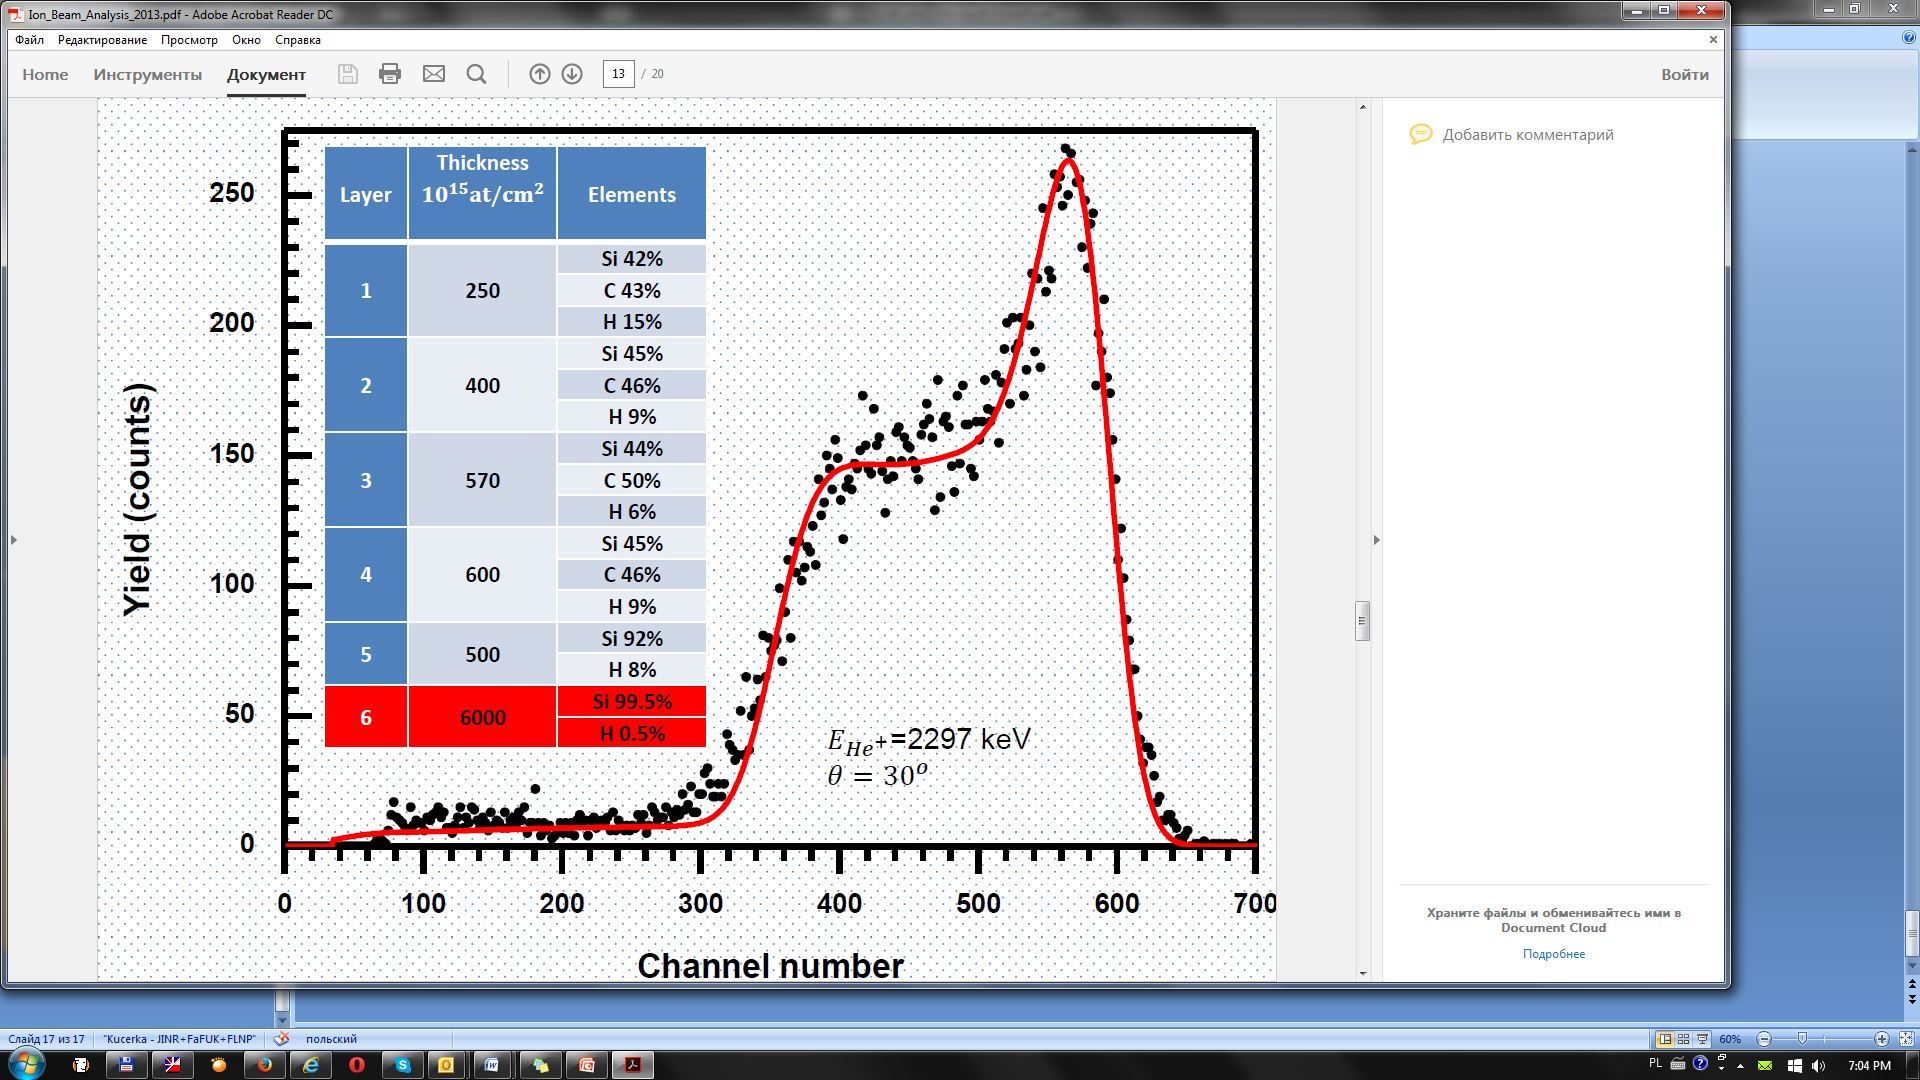 Ion_Beam_Analysis_2013.pdf - Adobe Acrobat Reader DC
Файл Редактирование Просмотр Окно Справка
Home Инструменты Документ 13 / 20 Войти
Добавить комментарий
Layer Thickness 10¹⁵at/cm² Elements
1 250 Si 42%
C 43%
H 15%
2 400 Si 45%
C 46%
H 9%
3 570 Si 44%
C 50%
H 6%
4 600 Si 45%
C 46%
H 9%
5 500 Si 92%
H 8%
6 6000 Si 99.5%
H 0.5%
Yield (counts)
250
200
150
100
50
0
E_He+=2297 keV
θ = 30°
0 100 200 300 400 500 600 700
Channel number
Храните файлы и обменивайтесь ими в
Document Cloud
Подробнее
Слайд 17 из 17 "Kucerka - JINR+FaFUK+FLNP" польский 60%
PL 7:04 PM